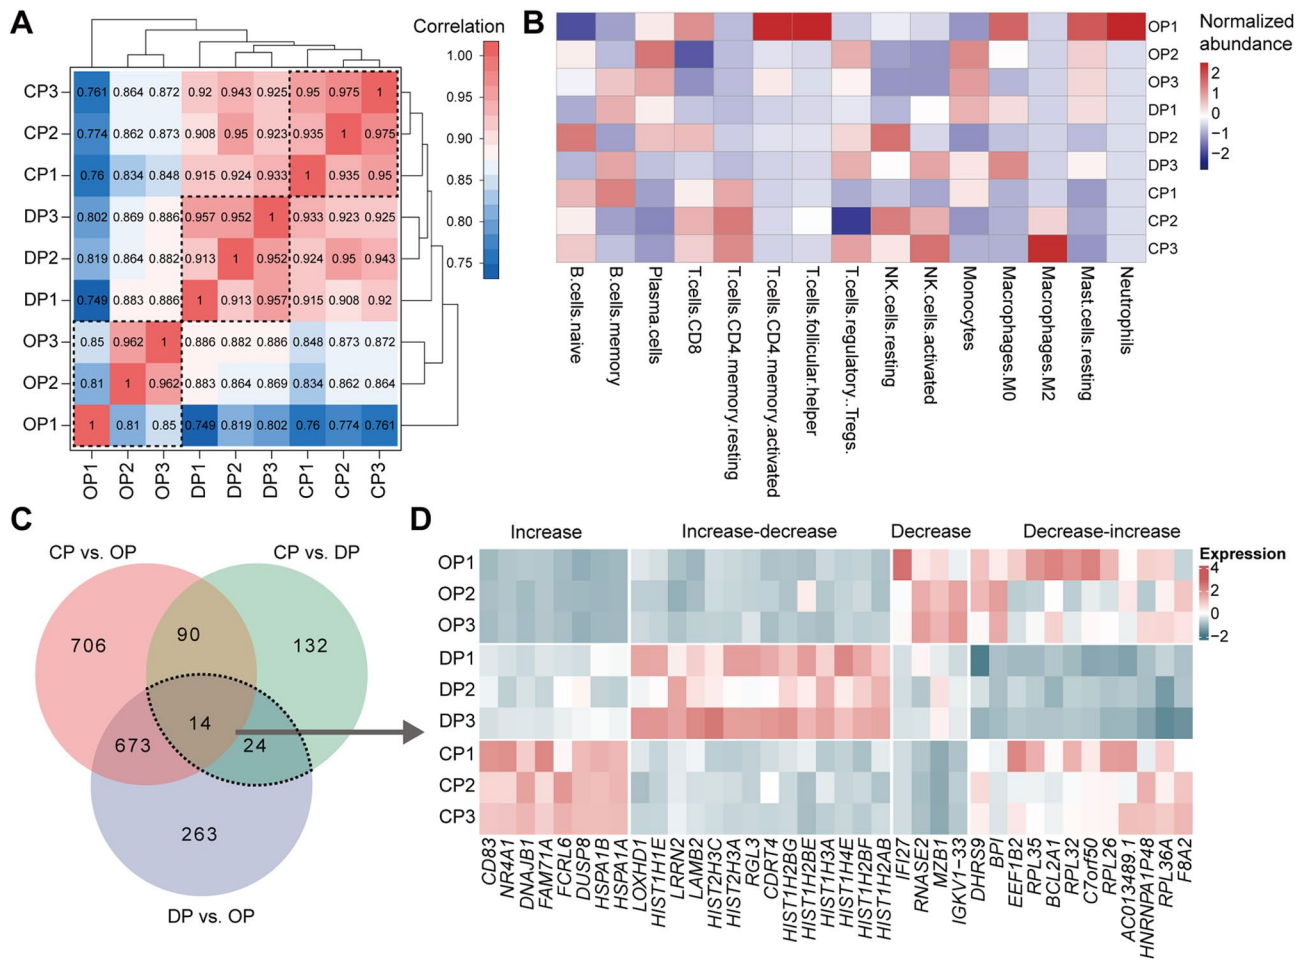 A
Correlation
1.00
0.95
0.90
0.85
0.80
0.75
CP3 0.761 0.864 0.872 0.92 0.943 0.925 0.95 0.975 1
CP2 0.774 0.862 0.873 0.908 0.95 0.923 0.935 1 0.975
CP1 0.76 0.834 0.848 0.915 0.924 0.933 1 0.935 0.95
DP3 0.802 0.869 0.886 0.957 0.952 1 0.933 0.923 0.925
DP2 0.819 0.864 0.882 0.913 1 0.952 0.924 0.95 0.943
DP1 0.749 0.883 0.886 1 0.913 0.957 0.915 0.908 0.92
OP3 0.85 0.962 1 0.886 0.882 0.886 0.848 0.873 0.872
OP2 0.81 1 0.962 0.883 0.864 0.869 0.834 0.862 0.864
OP1 1 0.81 0.85 0.749 0.819 0.802 0.76 0.774 0.761
OP1 OP2 OP3 DP1 DP2 DP3 CP1 CP2 CP3
B
OP1
OP2
OP3
DP1
DP2
DP3
CP1
CP2
CP3
Normalized
abundance
2
1
0
−1
−2
B.cells.naive
B.cells.memory
Plasma.cells
T.cells.CD8
T.cells.CD4.memory.resting
T.cells.CD4.memory.activated
T.cells.follicular.helper
T.cells.regulatory..Tregs.
NK.cells.resting
NK.cells.activated
Monocytes
Macrophages.M0
Macrophages.M2
Mast.cells.resting
Neutrophils
C
CP vs. OP
CP vs. DP
706
90
132
14
673
24
263
DP vs. OP
D
Increase Increase-decrease Decrease Decrease-increase
OP1
OP2
OP3
DP1
DP2
DP3
CP1
CP2
CP3
Expression
4
2
0
−2
CD83
NR4A1
DNAJB1
FAM71A
FCRL6
DUSP8
HSPA1B
HSPA1A
LOXHD1
HIST1H1E
LRRN2
LAMB2
HIST2H3C
HIST2H3A
RGL3
CDRT4
HIST1H2BG
HIST1H2BE
HIST1H3A
HIST1H4E
HIST1H2BF
HIST1H2AB
IFI27
RNASE2
MZB1
IGKV1−33
DHRS9
BPI
EEF1B2
RPL35
BCL2A1
RPL32
C7orf50
RPL26
AC013489.1
HNRNPA1P48
RPL36A
F8A2